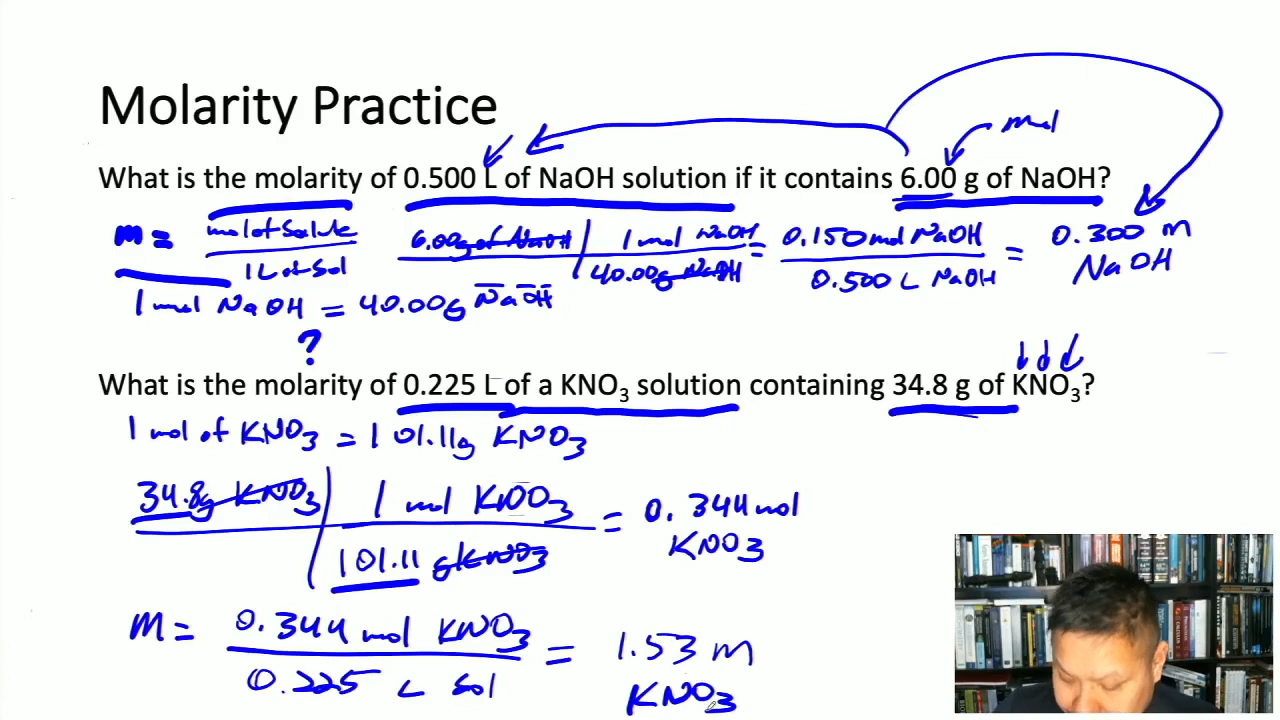 Molarity Practice
mol
What is the molarity of 0.500 L of NaOH solution if it contains 6.00 g of NaOH?
m = mol of Solute / 1 L of Sol
6.00g of NaOH | 1 mol NaOH / 40.00g NaOH = 0.150 mol NaOH / 0.500 L NaOH = 0.300 m NaOH
1 mol NaOH = 40.00g NaOH
?
What is the molarity of 0.225 L of a KNO₃ solution containing 34.8 g of KNO₃?
1 mol of KNO₃ = 101.11g KNO₃
34.8g KNO₃ | 1 mol KNO₃ / 101.11 g KNO₃ = 0.344 mol KNO₃
M = 0.344 mol KNO₃ / 0.225 L Sol = 1.53 m KNO₃